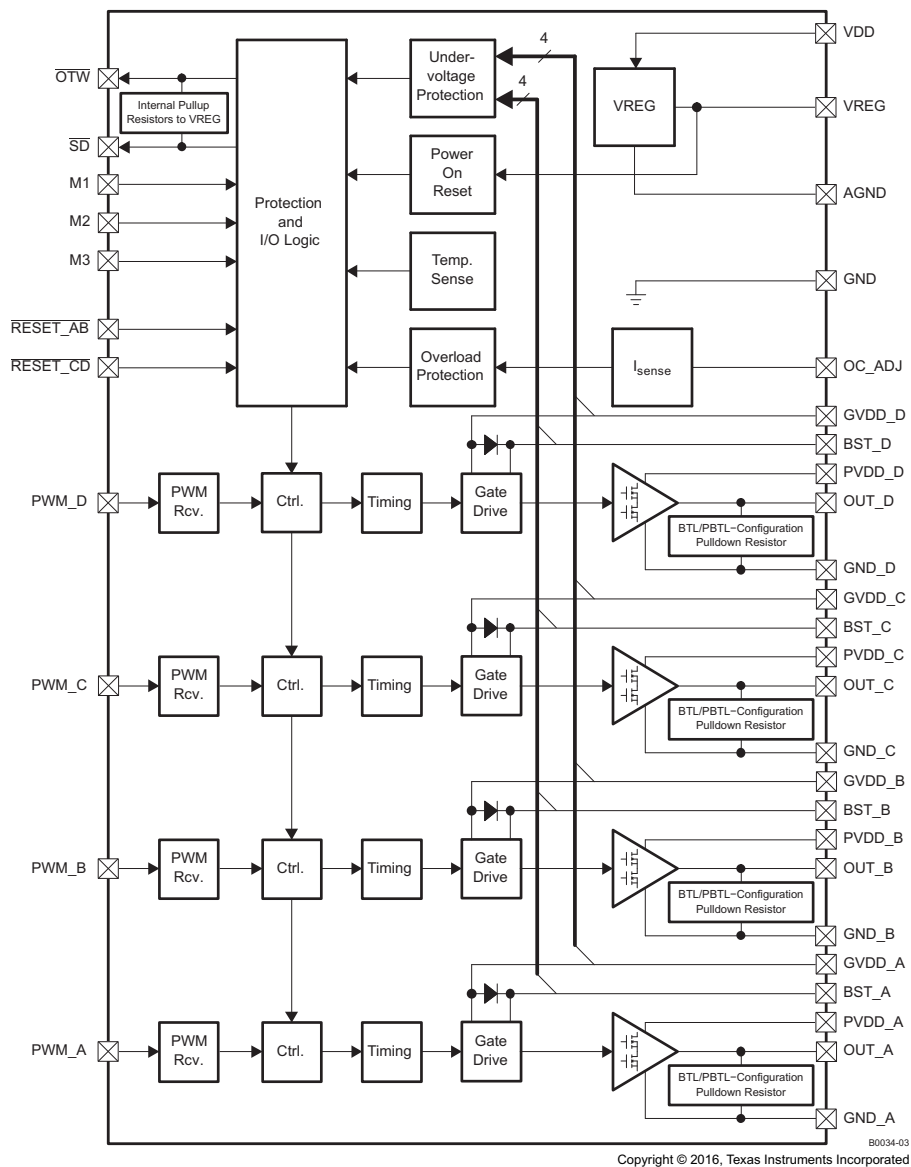 VDD
4
Under-
voltage
Protection
4
OTW
Internal Pullup
Resistors to VREG
VREG
VREG
SD
M1
Power
On
Reset
AGND
Protection
and
I/O Logic
M2
M3
Temp.
Sense
GND
RESET_AB
RESET_CD
Overload
Protection
Isense
OC_ADJ
GVDD_D
BST_D
PVDD_D
PWM_D
PWM
Rcv.
Ctrl.
Timing
Gate
Drive
OUT_D
BTL/PBTL−Configuration
Pulldown Resistor
GND_D
GVDD_C
BST_C
PVDD_C
PWM_C
PWM
Rcv.
Ctrl.
Timing
Gate
Drive
OUT_C
BTL/PBTL−Configuration
Pulldown Resistor
GND_C
GVDD_B
BST_B
PVDD_B
PWM_B
PWM
Rcv.
Ctrl.
Timing
Gate
Drive
OUT_B
BTL/PBTL−Configuration
Pulldown Resistor
GND_B
GVDD_A
BST_A
PVDD_A
PWM_A
PWM
Rcv.
Ctrl.
Timing
Gate
Drive
OUT_A
BTL/PBTL−Configuration
Pulldown Resistor
GND_A
B0034-03
Copyright © 2016, Texas Instruments Incorporated